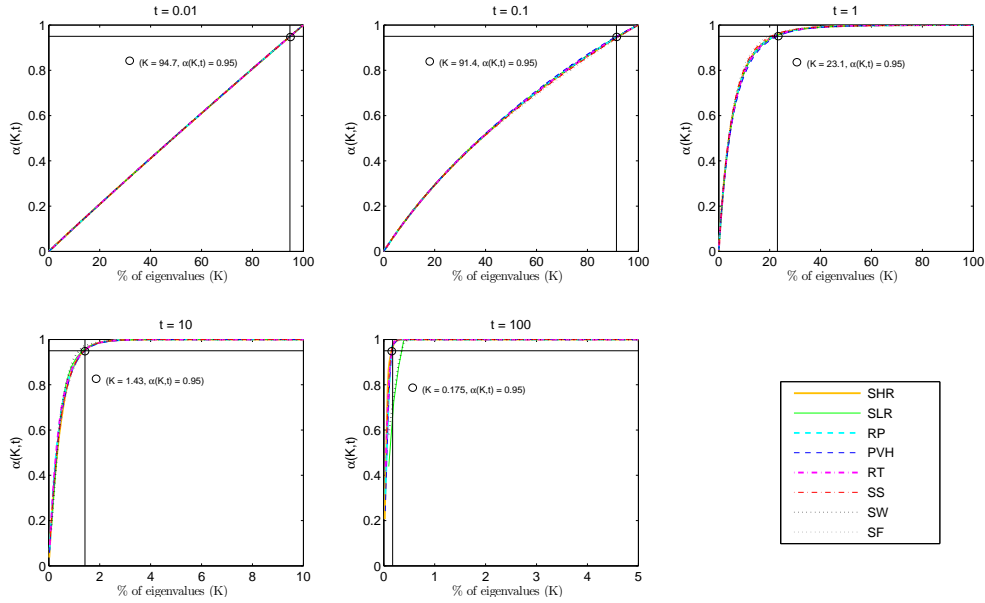 t = 0.01
t = 0.1
t = 1
1
0.8
0.6
0.4
0.2
0
α(K,t)
(K = 94.7, α(K,t) = 0.95)
0 20 40 60 80 100
% of eigenvalues (K)
1
0.8
0.6
0.4
0.2
0
α(K,t)
(K = 91.4, α(K,t) = 0.95)
0 20 40 60 80 100
% of eigenvalues (K)
1
0.8
0.6
0.4
0.2
0
α(K,t)
(K = 23.1, α(K,t) = 0.95)
0 20 40 60 80 100
% of eigenvalues (K)
t = 10
t = 100
1
0.8
0.6
0.4
0.2
0
α(K,t)
(K = 1.43, α(K,t) = 0.95)
0 2 4 6 8 10
% of eigenvalues (K)
1
0.8
0.6
0.4
0.2
0
α(K,t)
(K = 0.175, α(K,t) = 0.95)
0 1 2 3 4 5
% of eigenvalues (K)
SHR
SLR
RP
PVH
RT
SS
SW
SF